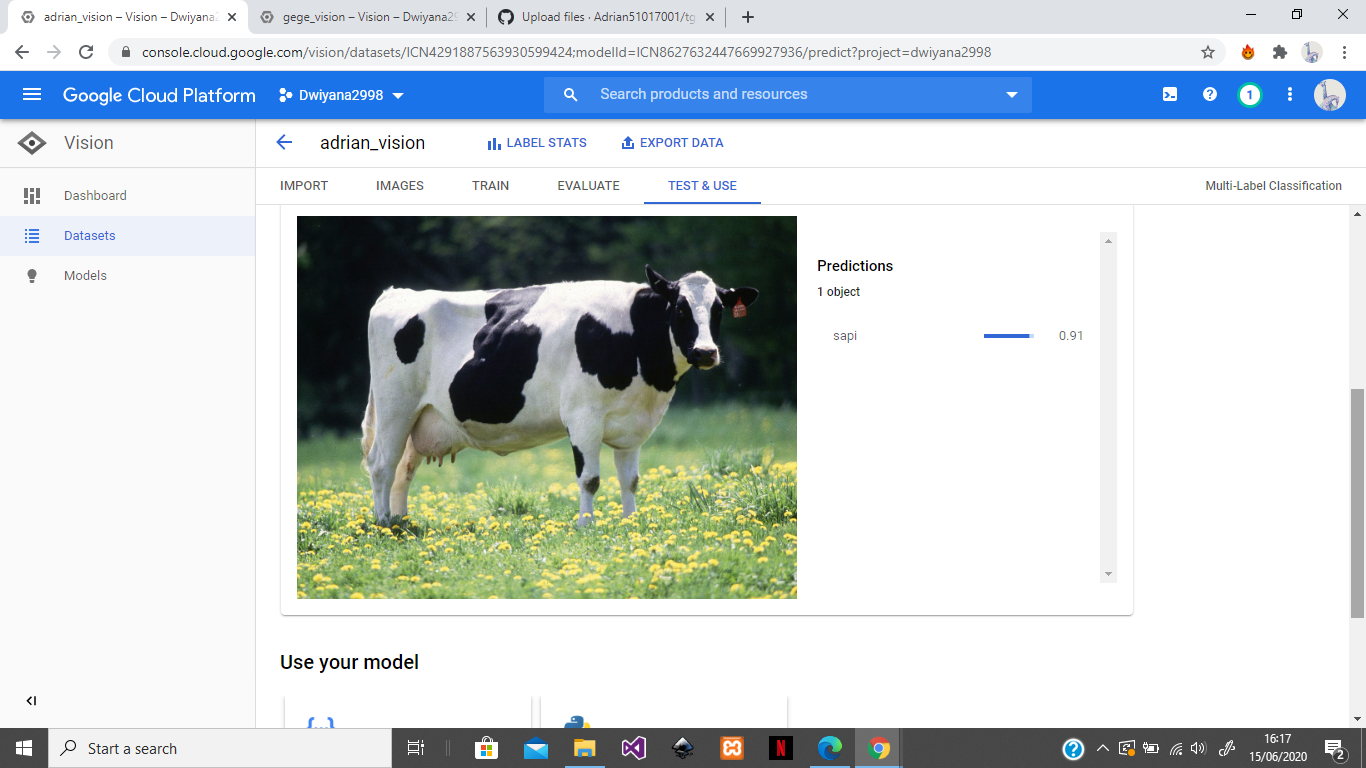 adrian_vision – Vision – Dwiyana2
gege_vision – Vision – Dwiyana29
Upload files · Adrian51017001/tg
console.cloud.google.com/vision/datasets/ICN4291887563930599424;modelId=ICN8627632447669927936/predict?project=dwiyana2998
Google Cloud Platform
Dwiyana2998
Search products and resources
1
Vision
adrian_vision
LABEL STATS
EXPORT DATA
Dashboard
Datasets
Models
IMPORT
IMAGES
TRAIN
EVALUATE
TEST & USE
Multi-Label Classification
Predictions
1 object
sapi
0.91
Use your model
Start a search
16:17
15/06/2020
2